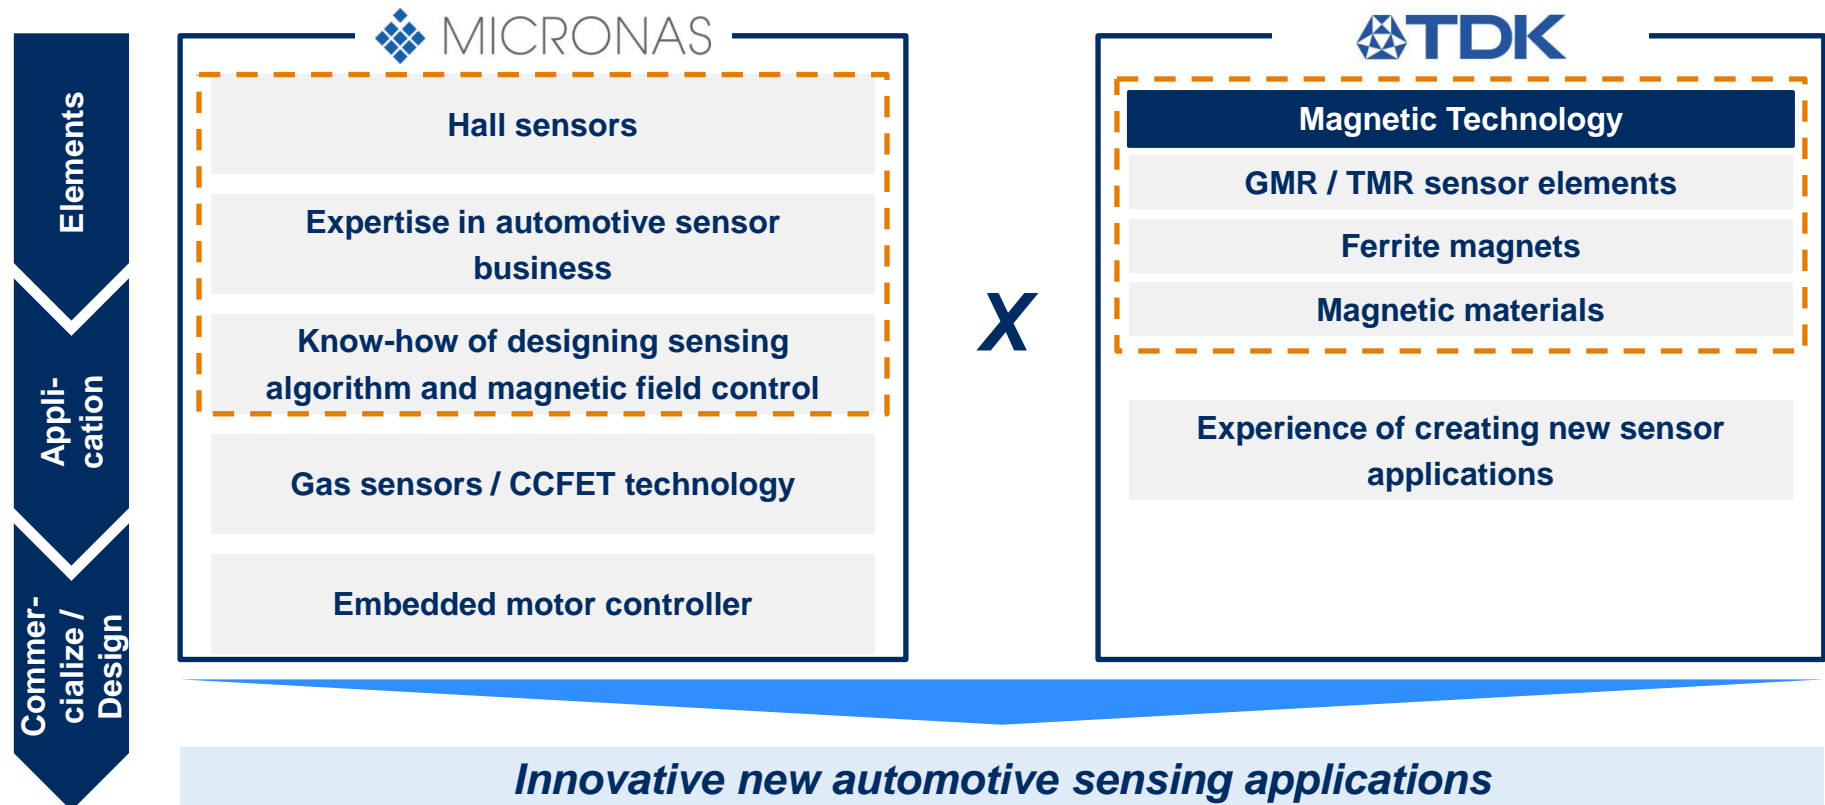 MICRONAS
TDK
Elements
Appli-
cation
Commer-
cialize /
Design
Hall sensors
Expertise in automotive sensor
business
Know-how of designing sensing
algorithm and magnetic field control
Gas sensors / CCFET technology
Embedded motor controller
X
Magnetic Technology
GMR / TMR sensor elements
Ferrite magnets
Magnetic materials
Experience of creating new sensor
applications
Innovative new automotive sensing applications